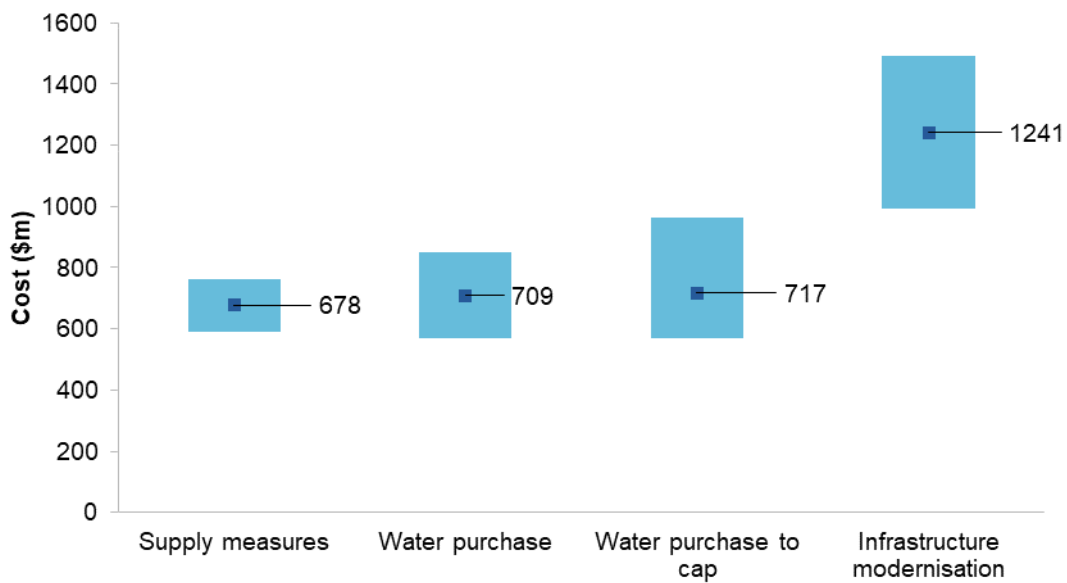 1600
1400
1200
1000
800
600
400
200
0
Cost ($m)
678
709
717
1241
Supply measures
Water purchase
Water purchase to
cap
Infrastructure
modernisation